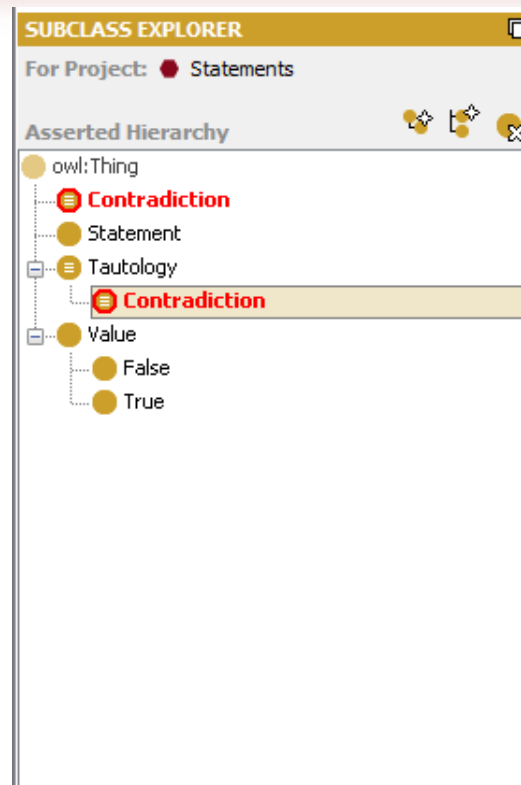 SUBCLASS EXPLORER
For Project: Statements
Asserted Hierarchy
owl:Thing
Contradiction
Statement
Tautology
Contradiction
Value
False
True